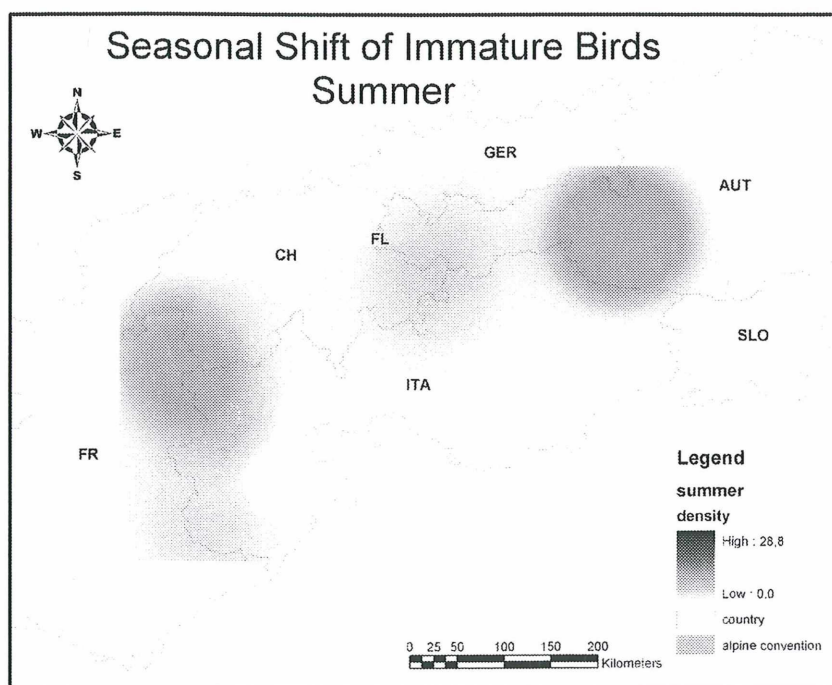 Seasonal Shift of Immature Birds
Summer
N
W E
S
GER
AUT
FL
CH
SLO
ITA
FR
Legend
summer
density
High : 28,8
Low : 0,0
country
alpine convention
0 25 50 100 150 200
Kilometers